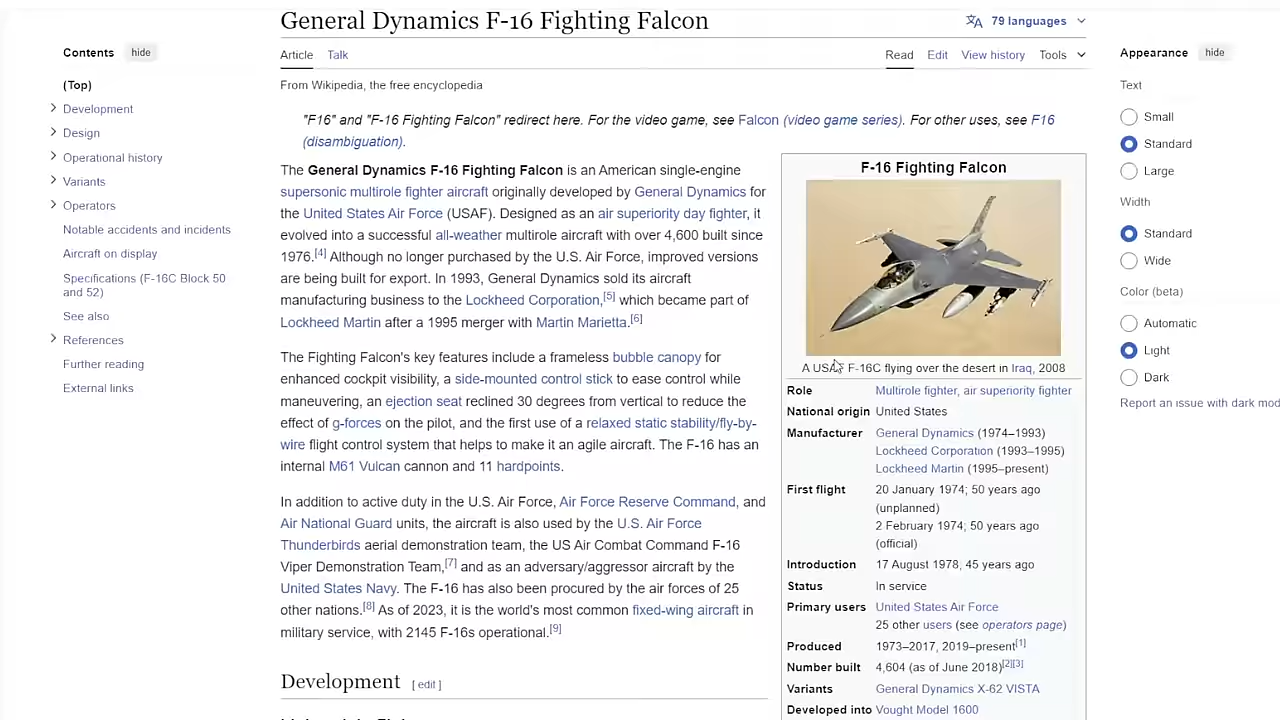 General Dynamics F-16 Fighting Falcon
79 languages
Contents hide
Article Talk
Read Edit View history Tools
Appearance hide
(Top)
Development
Design
Operational history
Variants
Operators
Notable accidents and incidents
Aircraft on display
Specifications (F-16C Block 50
and 52)
See also
References
Further reading
External links
From Wikipedia, the free encyclopedia
"F16" and "F-16 Fighting Falcon" redirect here. For the video game, see Falcon (video game series). For other uses, see F16
(disambiguation).
The General Dynamics F-16 Fighting Falcon is an American single-engine
supersonic multirole fighter aircraft originally developed by General Dynamics for
the United States Air Force (USAF). Designed as an air superiority day fighter, it
evolved into a successful all-weather multirole aircraft with over 4,600 built since
1976.[4] Although no longer purchased by the U.S. Air Force, improved versions
are being built for export. In 1993, General Dynamics sold its aircraft
manufacturing business to the Lockheed Corporation,[5] which became part of
Lockheed Martin after a 1995 merger with Martin Marietta.[6]
The Fighting Falcon's key features include a frameless bubble canopy for
enhanced cockpit visibility, a side-mounted control stick to ease control while
maneuvering, an ejection seat reclined 30 degrees from vertical to reduce the
effect of g-forces on the pilot, and the first use of a relaxed static stability/fly-by-
wire flight control system that helps to make it an agile aircraft. The F-16 has an
internal M61 Vulcan cannon and 11 hardpoints.
In addition to active duty in the U.S. Air Force, Air Force Reserve Command, and
Air National Guard units, the aircraft is also used by the U.S. Air Force
Thunderbirds aerial demonstration team, the US Air Combat Command F-16
Viper Demonstration Team,[7] and as an adversary/aggressor aircraft by the
United States Navy. The F-16 has also been procured by the air forces of 25
other nations.[8] As of 2023, it is the world's most common fixed-wing aircraft in
military service, with 2145 F-16s operational.[9]
Development [ edit ]
F-16 Fighting Falcon
A USAF F-16C flying over the desert in Iraq, 2008
Role Multirole fighter, air superiority fighter
National origin United States
Manufacturer General Dynamics (1974–1993)
Lockheed Corporation (1993–1995)
Lockheed Martin (1995–present)
First flight 20 January 1974; 50 years ago
(unplanned)
2 February 1974; 50 years ago
(official)
Introduction 17 August 1978, 45 years ago
Status In service
Primary users United States Air Force
25 other users (see operators page)
Produced 1973–2017, 2019–present[1]
Number built 4,604 (as of June 2018)[2][3]
Variants General Dynamics X-62 VISTA
Developed into Vought Model 1600
Text
Small
Standard
Large
Width
Standard
Wide
Color (beta)
Automatic
Light
Dark
Report an issue with dark mod